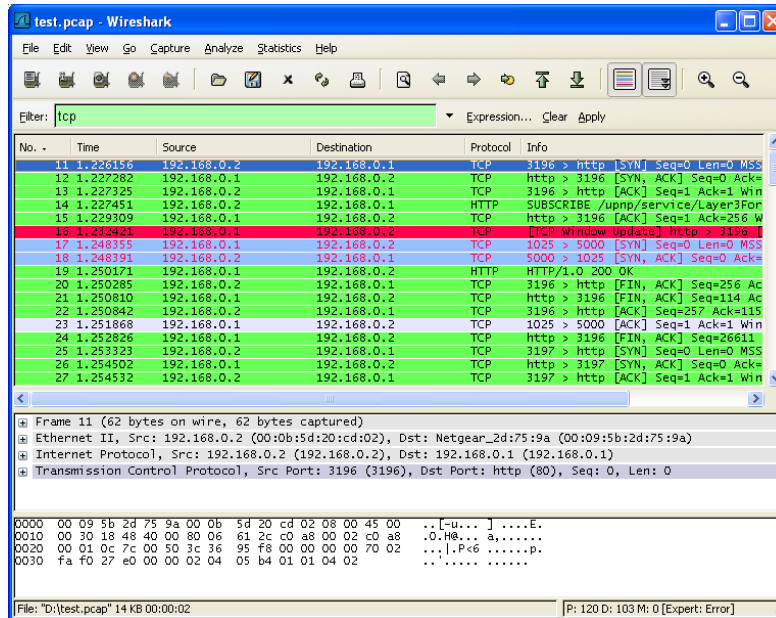 test.pcap - Wireshark
File Edit View Go Capture Analyze Statistics Help
Filter: tcp Expression... Clear Apply
No. Time Source Destination Protocol Info
11 1.226156 192.168.0.2 192.168.0.1 TCP 3196 > http [SYN] Seq=0 Len=0 MSS
12 1.227282 192.168.0.1 192.168.0.2 TCP http > 3196 [SYN, ACK] Seq=0 Ack=
13 1.227325 192.168.0.2 192.168.0.1 TCP 3196 > http [ACK] Seq=1 Ack=1 Win
14 1.227451 192.168.0.2 192.168.0.1 HTTP SUBSCRIBE /upnp/service/Layer3For
15 1.229309 192.168.0.1 192.168.0.2 TCP http > 3196 [ACK] Seq=1 Ack=256 W
16 1.232421 192.168.0.1 192.168.0.2 TCP [TCP Window Update] http > 3196 [
17 1.248355 192.168.0.1 192.168.0.2 TCP 1025 > 5000 [SYN] Seq=0 Len=0 MSS
18 1.248391 192.168.0.2 192.168.0.1 TCP 5000 > 1025 [SYN, ACK] Seq=0 Ack=
19 1.250171 192.168.0.1 192.168.0.2 HTTP HTTP/1.0 200 OK
20 1.250285 192.168.0.2 192.168.0.1 TCP 3196 > http [FIN, ACK] Seq=256 Ac
21 1.250810 192.168.0.1 192.168.0.2 TCP http > 3196 [FIN, ACK] Seq=114 Ac
22 1.250842 192.168.0.2 192.168.0.1 TCP 3196 > http [ACK] Seq=257 Ack=115
23 1.251868 192.168.0.1 192.168.0.2 TCP 1025 > 5000 [ACK] Seq=1 Ack=1 Win
24 1.252826 192.168.0.1 192.168.0.2 TCP http > 3196 [FIN, ACK] Seq=26611
25 1.253323 192.168.0.2 192.168.0.1 TCP 3197 > http [SYN] Seq=0 Len=0 MSS
26 1.254502 192.168.0.1 192.168.0.2 TCP http > 3197 [SYN, ACK] Seq=0 Ack=
27 1.254532 192.168.0.2 192.168.0.1 TCP 3197 > http [ACK] Seq=1 Ack=1 Win
Frame 11 (62 bytes on wire, 62 bytes captured)
Ethernet II, Src: 192.168.0.2 (00:0b:5d:20:cd:02), Dst: Netgear_2d:75:9a (00:09:5b:2d:75:9a)
Internet Protocol, Src: 192.168.0.2 (192.168.0.2), Dst: 192.168.0.1 (192.168.0.1)
Transmission Control Protocol, Src Port: 3196 (3196), Dst Port: http (80), Seq: 0, Len: 0
0000 00 09 5b 2d 75 9a 00 0b 5d 20 cd 02 08 00 45 00 ..[-u... ] ....E.
0010 00 30 18 48 40 00 80 06 61 2c c0 a8 00 02 c0 a8 .0.H@... a,......
0020 00 01 0c 7c 00 50 3c 36 95 f8 00 00 00 00 70 02 ...|.P<6 ......p.
0030 fa f0 27 e0 00 00 02 04 05 b4 01 01 04 02 ..'..... ......
File: "D:\test.pcap" 14 KB 00:00:02 P: 120 D: 103 M: 0 [Expert: Error]